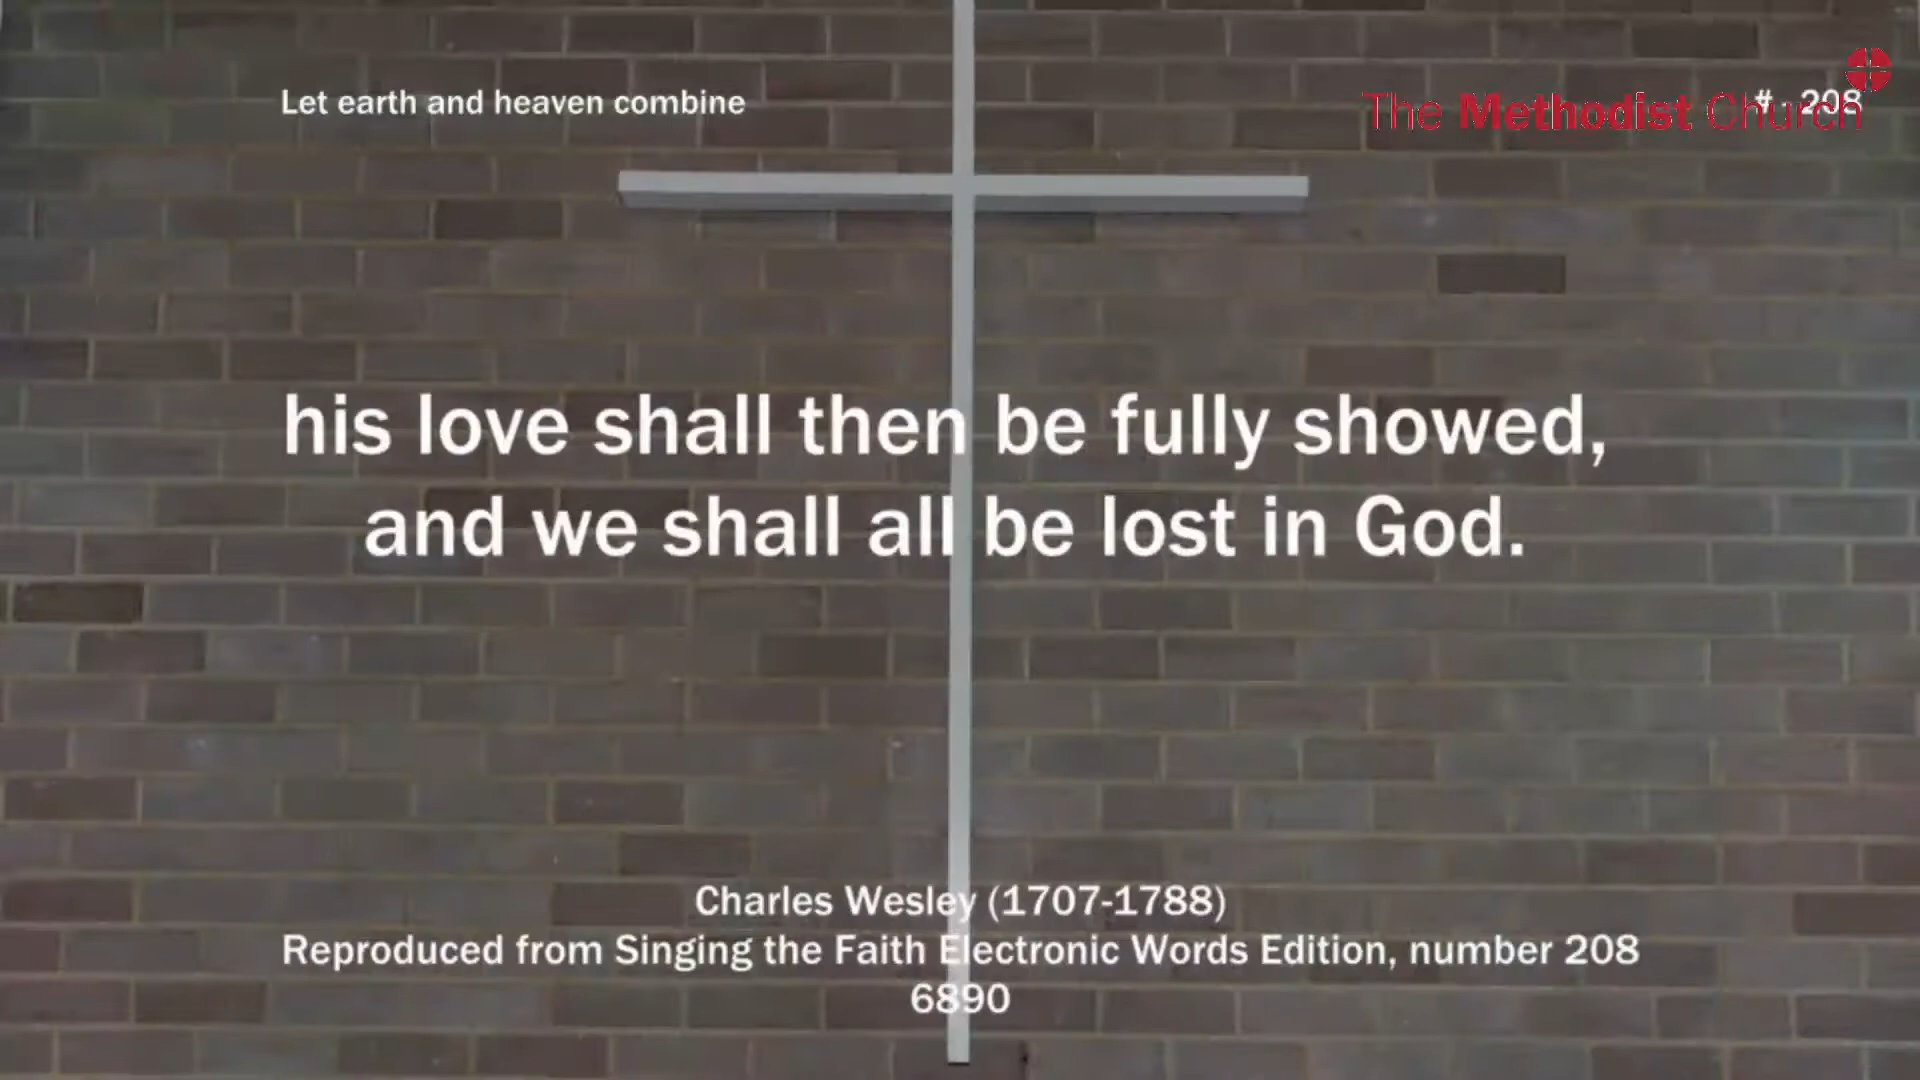 Let earth and heaven combine
The Methodist Church
# - 208
his love shall then be fully showed,
and we shall all be lost in God.
Charles Wesley (1707-1788)
Reproduced from Singing the Faith Electronic Words Edition, number 208
6890